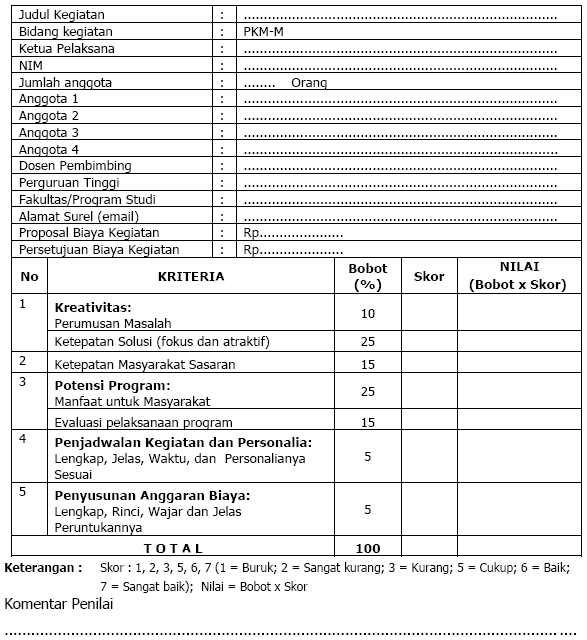 Judul Kegiatan : ..............................................................................
Bidang kegiatan : PKM-M
Ketua Pelaksana : ..............................................................................
NIM : ..............................................................................
Jumlah anggota : ........ Orang
Anggota 1 : ..............................................................................
Anggota 2 : ..............................................................................
Anggota 3 : ..............................................................................
Anggota 4 : ..............................................................................
Dosen Pembimbing : ..............................................................................
Perguruan Tinggi : ..............................................................................
Fakultas/Program Studi : ..............................................................................
Alamat Surel (email) : ..............................................................................
Proposal Biaya Kegiatan : Rp.....................
Persetujuan Biaya Kegiatan : Rp.....................
No KRITERIA Bobot (%) Skor NILAI (Bobot x Skor)
1 Kreativitas:
Perumusan Masalah 10
Ketepatan Solusi (fokus dan atraktif) 25
2 Ketepatan Masyarakat Sasaran 15
3 Potensi Program:
Manfaat untuk Masyarakat 25
Evaluasi pelaksanaan program 15
4 Penjadwalan Kegiatan dan Personalia:
Lengkap, Jelas, Waktu, dan Personalianya
Sesuai 5
5 Penyusunan Anggaran Biaya:
Lengkap, Rinci, Wajar dan Jelas
Peruntukannya 5
T O T A L 100
Keterangan : Skor : 1, 2, 3, 5, 6, 7 (1 = Buruk; 2 = Sangat kurang; 3 = Kurang; 5 = Cukup; 6 = Baik;
7 = Sangat baik); Nilai = Bobot x Skor
Komentar Penilai
.................................................................................................................................... ... ...